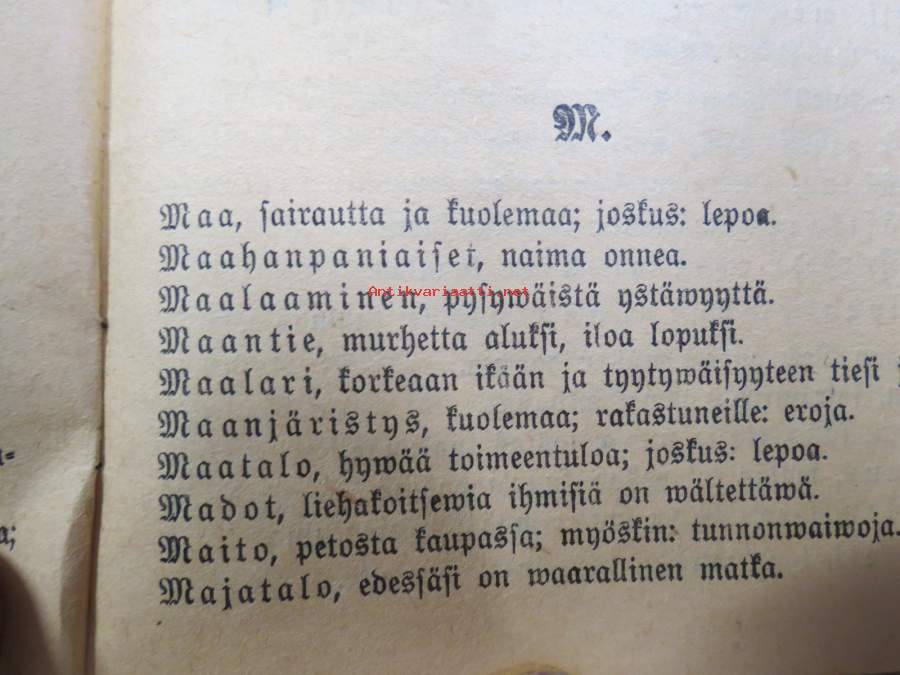 M.
Maa, sairautta ja kuolemaa; joskus: lepoa.
Maahanpaniaiset, naima onnea.
Antikvariaatti.net
Maalaaminen, pysywäistä ystäwyyttä.
Maantie, murhetta aluksi, iloa lopuksi.
Maalari, korkeaan ikään ja tyytywäisyyteen tiesi
Maanjäristys, kuolemaa; rakastuneille: eroja.
Maatalo, hywää toimeentuloa; joskus: lepoa.
Madot, liehakoitsewia ihmisiä on wältettäwä.
Maito, petosta kaupassa; myöskin: tunnonwaiwoja.
Majatalo, edessäsi on waarallinen matka.